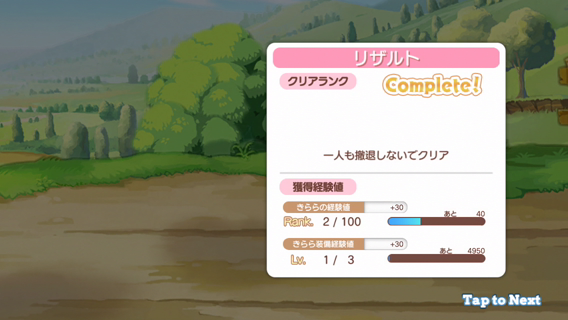 リザルト
クリアランク
Complete!
一人も撤退しないでクリア
獲得経験値
きららの経験値 +30
Rank. 2 / 100 あと 40
きらら装備経験値 +30
Lv. 1 / 3 あと 4950
Tap to Next